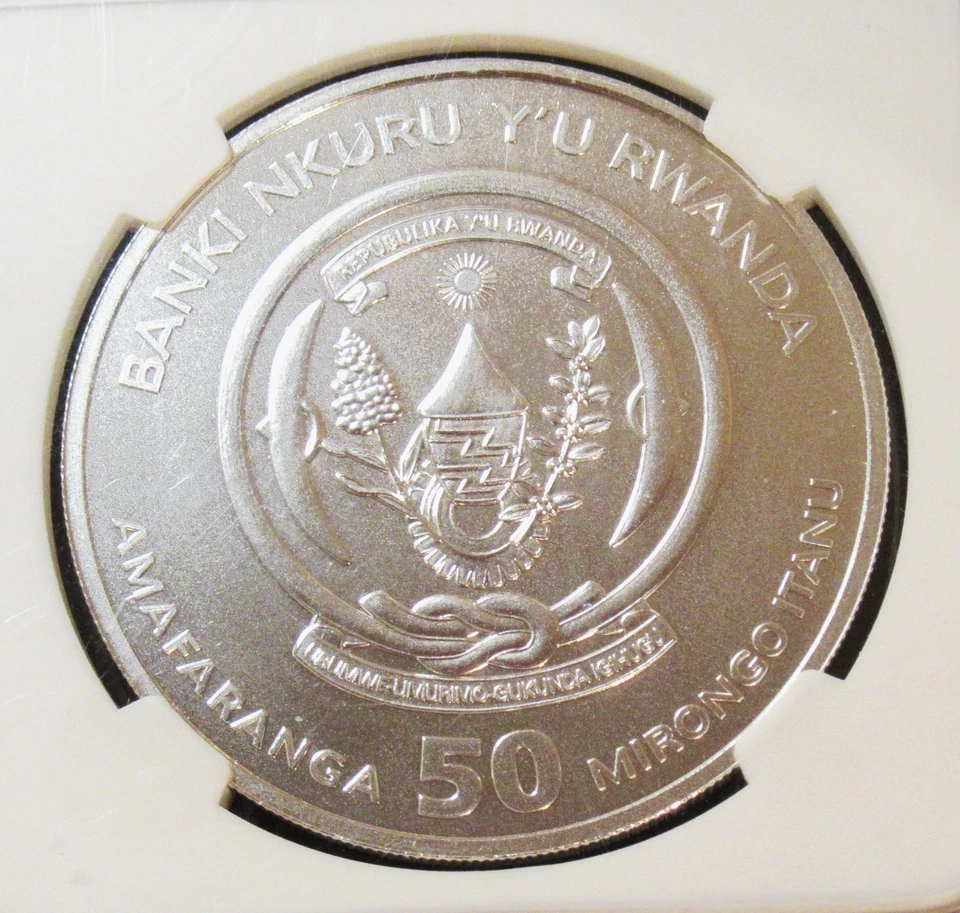 BANKI NKURU Y'U RWANDA
REPUBULIKA Y'U RWANDA
UBUMWE-UMURIMO-GUKUNDA IGIHUGU
AMAFARANGA 50 MIRONGO ITANU